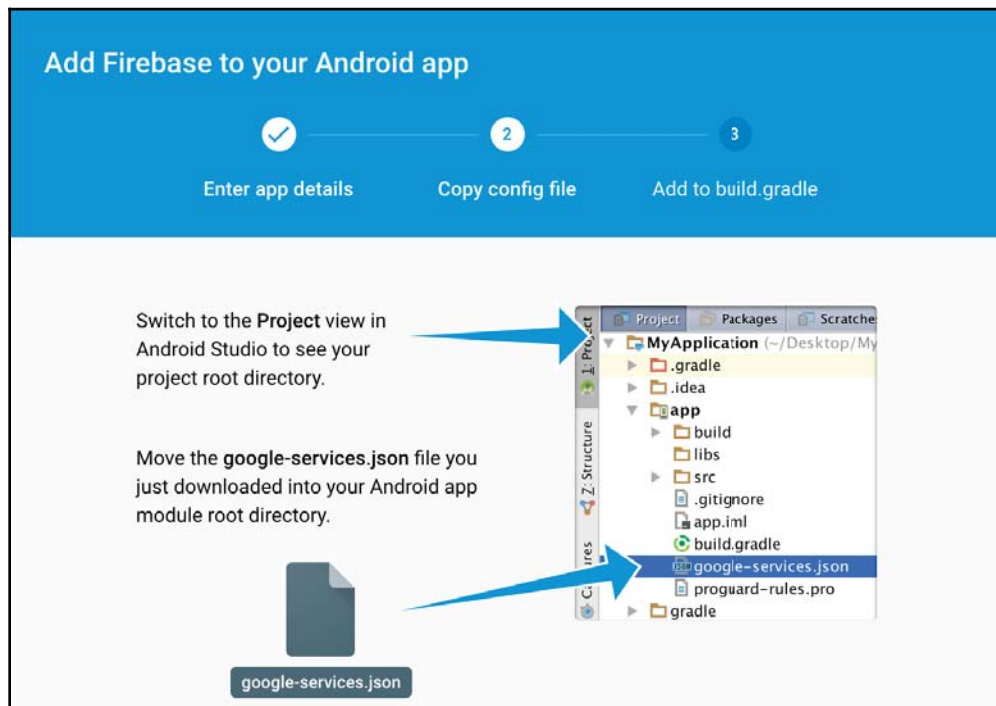 Add Firebase to your Android app
2
3
Enter app details
Copy config file
Add to build.gradle
Switch to the Project view in
Android Studio to see your
project root directory.
Move the google-services.json file you
just downloaded into your Android app
module root directory.
google-services.json
1: Project
Z: Structure
Project
Packages
Scratche
MyApplication (~/Desktop/My
.gradle
.idea
app
build
libs
src
.gitignore
app.iml
build.gradle
google-services.json
proguard-rules.pro
gradle